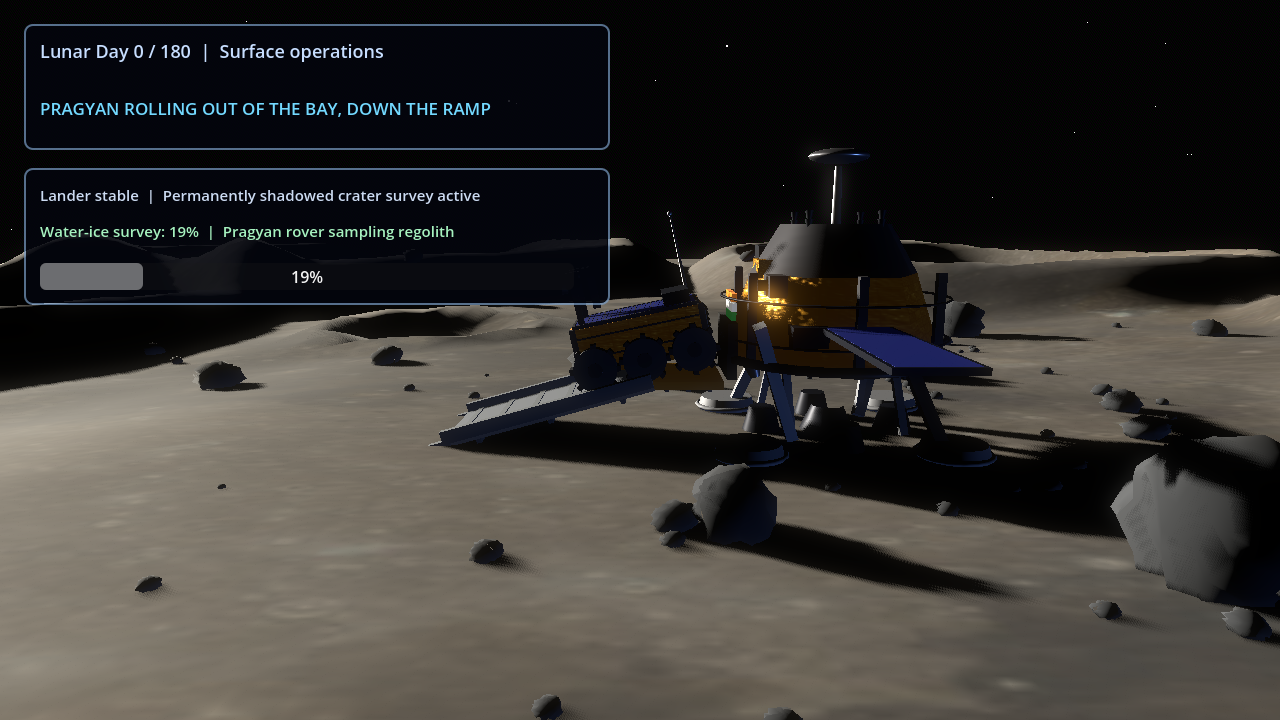 Lunar Day 0 / 180 | Surface operations
PRAGYAN ROLLING OUT OF THE BAY, DOWN THE RAMP
Lander stable | Permanently shadowed crater survey active
Water-ice survey: 19% | Pragyan rover sampling regolith
19%